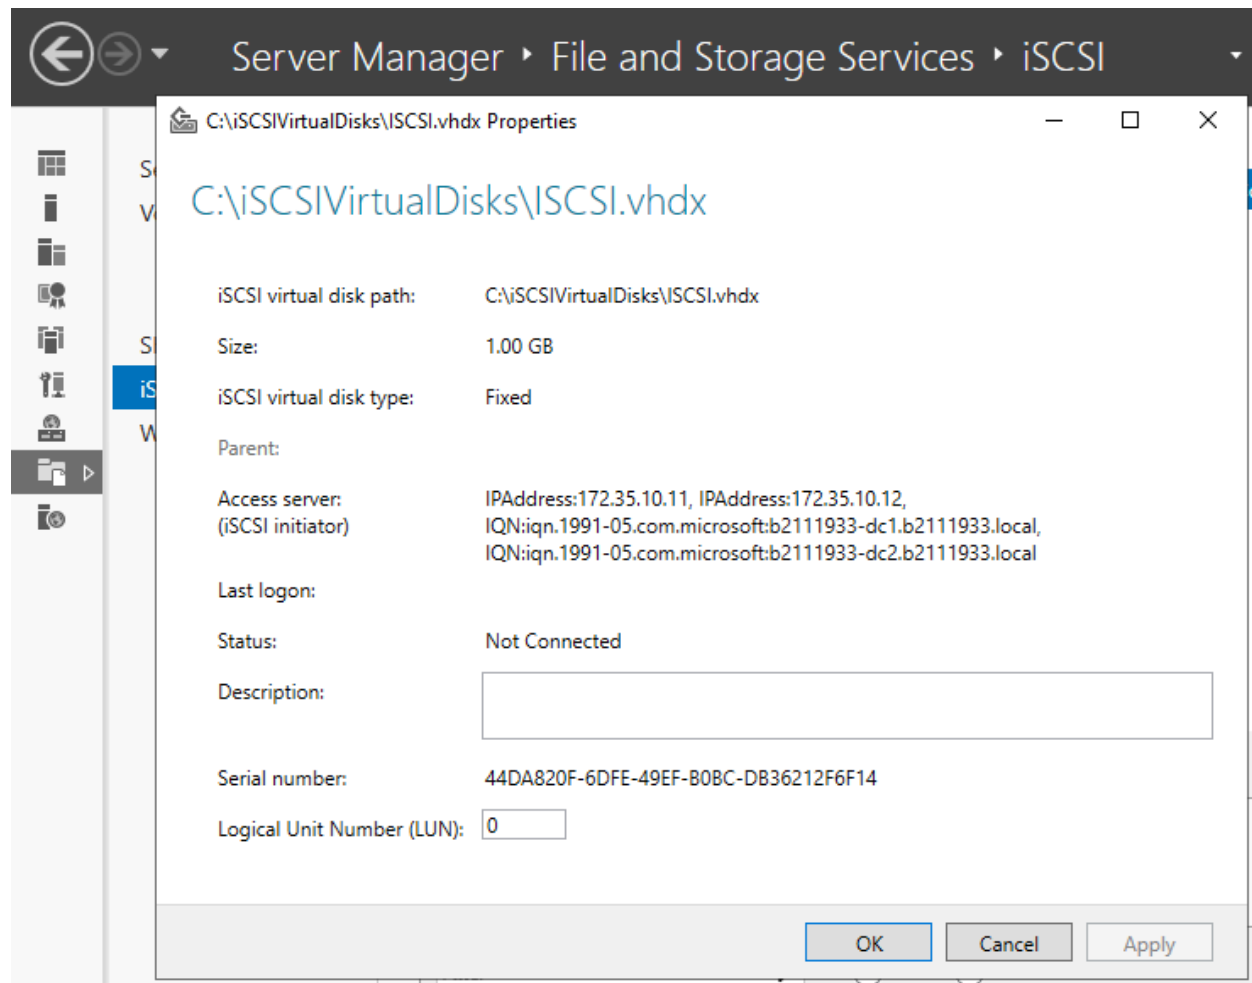 Server Manager ‣ File and Storage Services ‣ iSCSI
C:\iSCSIVirtualDisks\ISCSI.vhdx Properties
C:\iSCSIVirtualDisks\ISCSI.vhdx
iSCSI virtual disk path: C:\iSCSIVirtualDisks\ISCSI.vhdx
Size: 1.00 GB
iSCSI virtual disk type: Fixed
Parent:
Access server: IPAddress:172.35.10.11, IPAddress:172.35.10.12,
(iSCSI initiator) IQN:iqn.1991-05.com.microsoft:b2111933-dc1.b2111933.local,
IQN:iqn.1991-05.com.microsoft:b2111933-dc2.b2111933.local
Last logon:
Status: Not Connected
Description:
Serial number: 44DA820F-6DFE-49EF-B0BC-DB36212F6F14
Logical Unit Number (LUN): 0
OK Cancel Apply